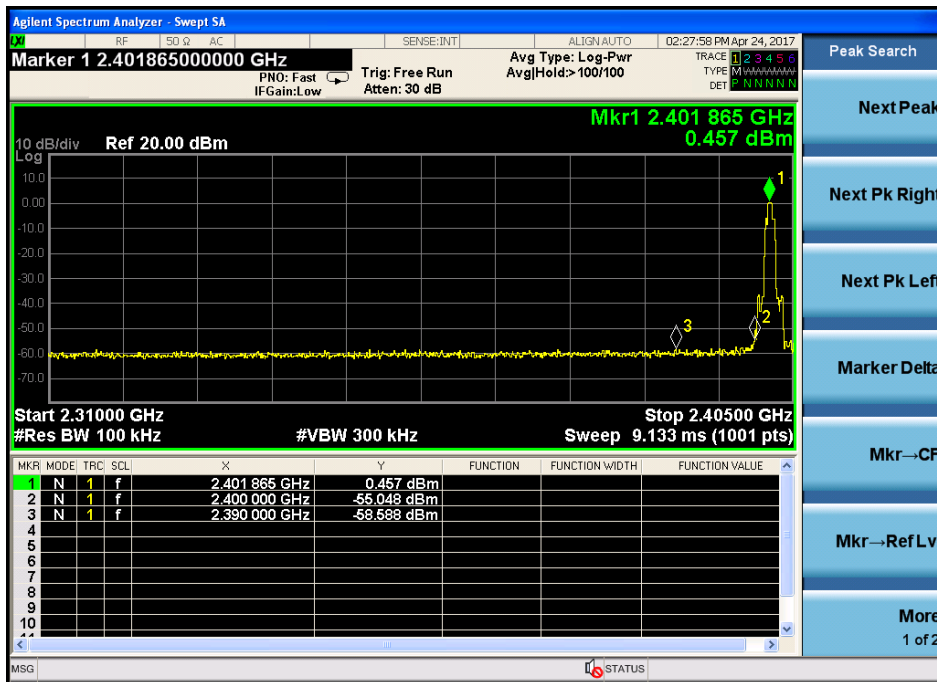 Agilent Spectrum Analyzer - Swept SA
LXI RF 50 Ω AC SENSE:INT ALIGN AUTO 02:27:58 PM Apr 24, 2017
Marker 1 2.401865000000 GHz
PNO: Fast
IFGain:Low
Trig: Free Run
Atten: 30 dB
Avg Type: Log-Pwr
Avg|Hold:>100/100
TRACE 1 2 3 4 5 6
TYPE M
DET P N N N N N
Peak Search
Next Peak
Next Pk Right
Next Pk Left
Marker Delta
Mkr→CF
Mkr→Ref Lv
More
1 of 2
Mkr1 2.401 865 GHz
0.457 dBm
10 dB/div Ref 20.00 dBm
Log
10.0
0.00
-10.0
-20.0
-30.0
-40.0
-50.0
-60.0
-70.0
1
2
3
Start 2.31000 GHz Stop 2.40500 GHz
#Res BW 100 kHz #VBW 300 kHz Sweep 9.133 ms (1001 pts)
MKR MODE TRC SCL X Y FUNCTION FUNCTION WIDTH FUNCTION VALUE
1 N 1 f 2.401 865 GHz 0.457 dBm
2 N 1 f 2.400 000 GHz -55.048 dBm
3 N 1 f 2.390 000 GHz -58.588 dBm
4
5
6
7
8
9
10
11
MSG STATUS